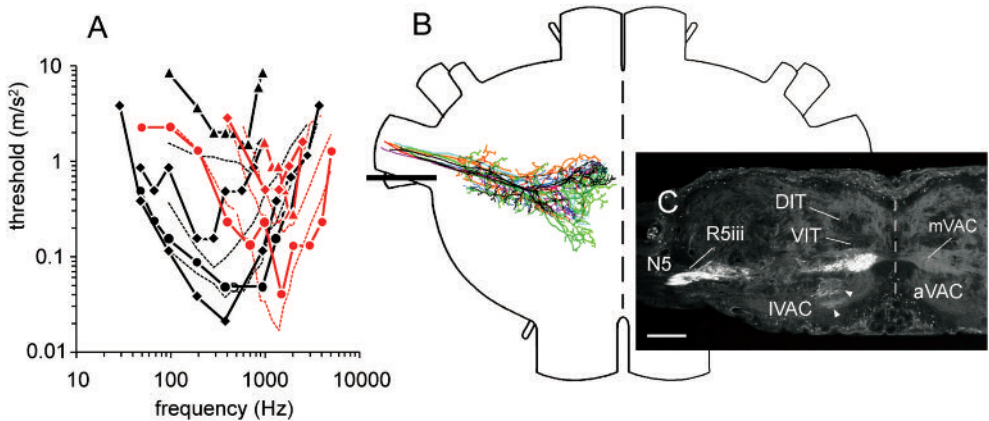 A
B
10
1
0.1
0.01
threshold (m/s²)
10
100
1000
10000
frequency (Hz)
C
DIT
VIT
R5iii
N5
mVAC
lVAC
aVAC